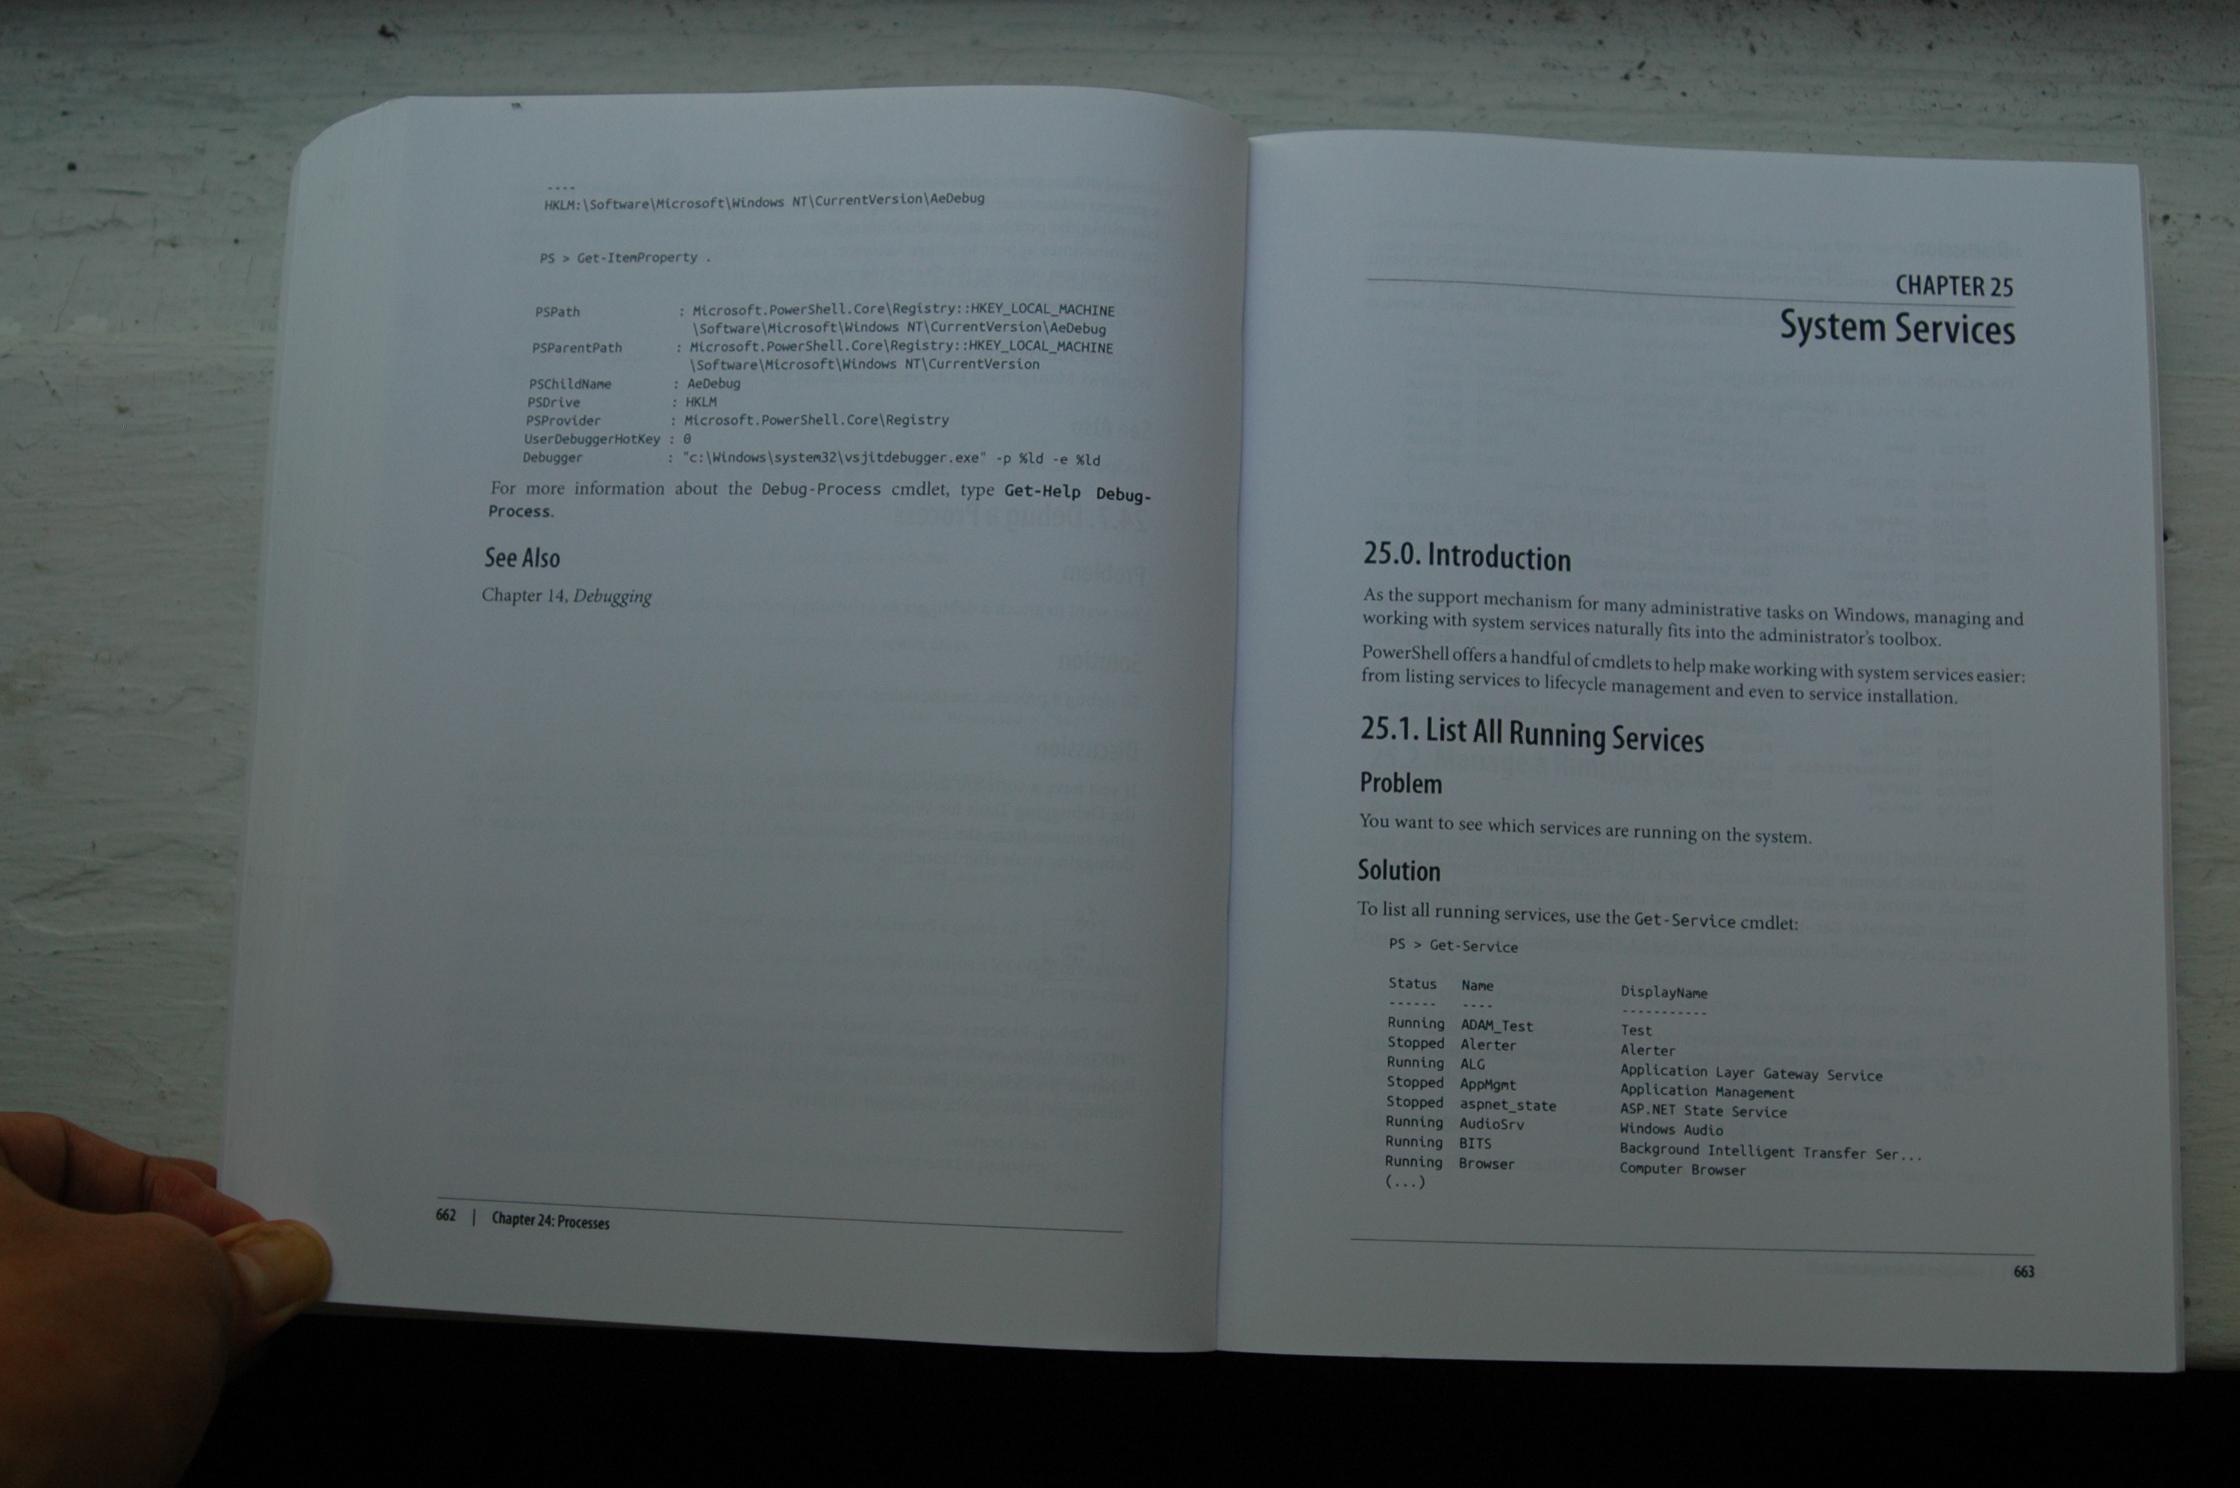 ----
HKLM:\Software\Microsoft\Windows NT\CurrentVersion\AeDebug
PS > Get-ItemProperty .
PSPath : Microsoft.PowerShell.Core\Registry::HKEY_LOCAL_MACHINE
\Software\Microsoft\Windows NT\CurrentVersion\AeDebug
PSParentPath : Microsoft.PowerShell.Core\Registry::HKEY_LOCAL_MACHINE
\Software\Microsoft\Windows NT\CurrentVersion
PSChildName : AeDebug
PSDrive : HKLM
PSProvider : Microsoft.PowerShell.Core\Registry
UserDebuggerHotKey : 0
Debugger : "c:\Windows\system32\vsjitdebugger.exe" -p %ld -e %ld
For more information about the Debug-Process cmdlet, type Get-Help Debug-
Process.
See Also
Chapter 14, Debugging
662 | Chapter 24: Processes
CHAPTER 25
System Services
25.0. Introduction
As the support mechanism for many administrative tasks on Windows, managing and
working with system services naturally fits into the administrator's toolbox.
PowerShell offers a handful of cmdlets to help make working with system services easier:
from listing services to lifecycle management and even to service installation.
25.1. List All Running Services
Problem
You want to see which services are running on the system.
Solution
To list all running services, use the Get-Service cmdlet:
PS > Get-Service
Status Name DisplayName
------ ---- -----------
Running ADAM_Test Test
Stopped Alerter Alerter
Running ALG Application Layer Gateway Service
Stopped AppMgmt Application Management
Stopped aspnet_state ASP.NET State Service
Running AudioSrv Windows Audio
Running BITS Background Intelligent Transfer Ser...
Running Browser Computer Browser
(...)
663